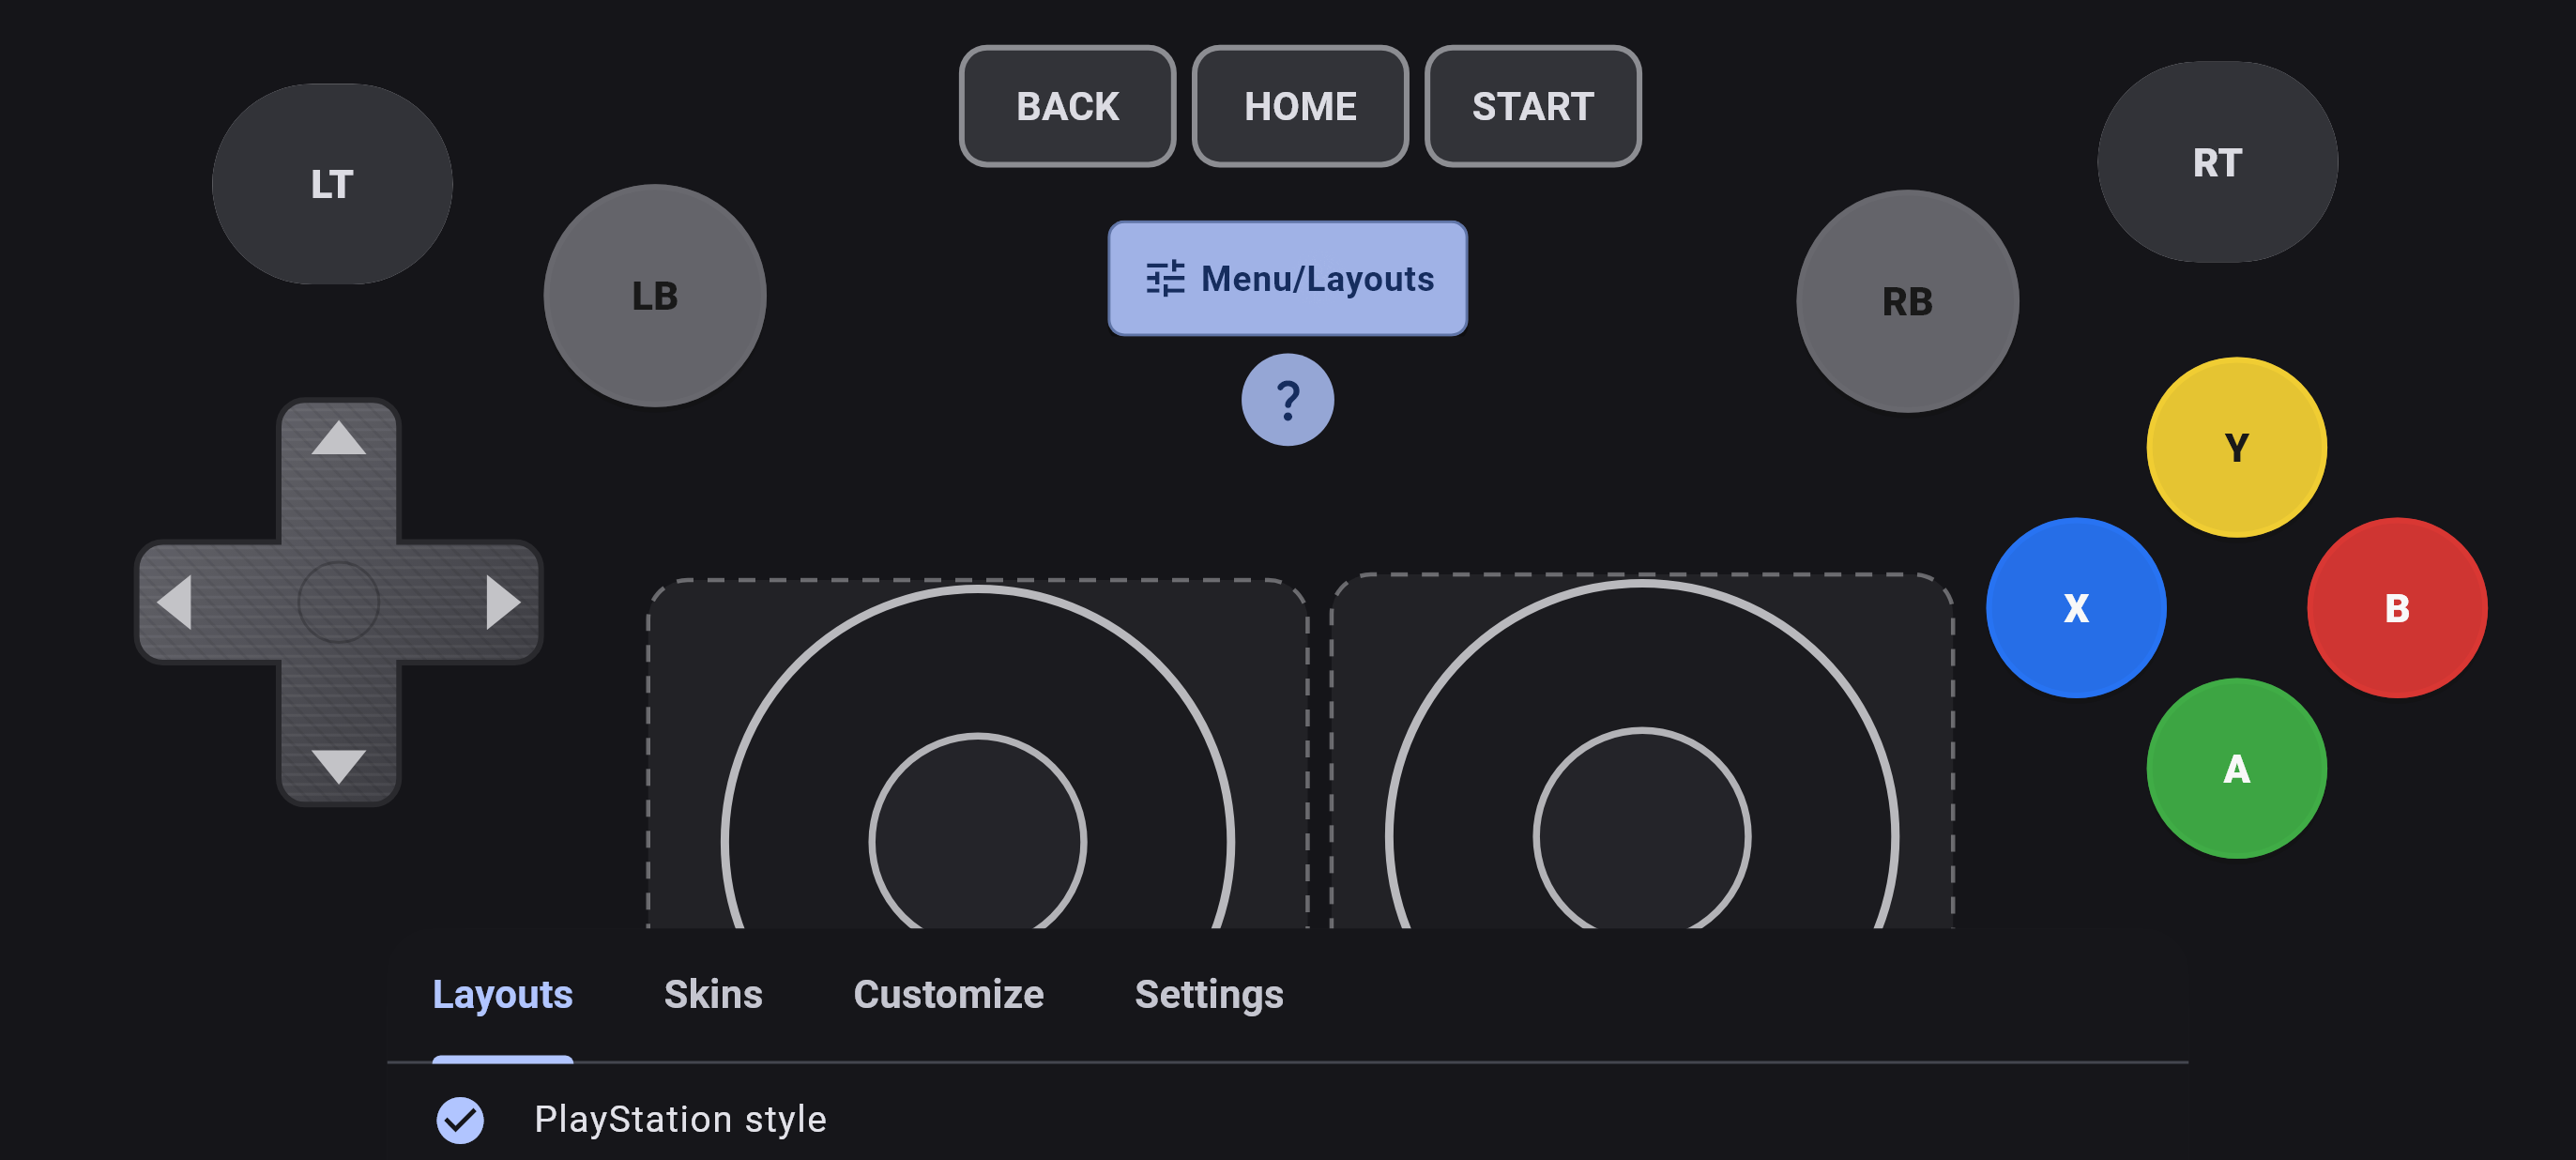 BACK HOME START
LT
RT
LB
Menu/Layouts
RB
?
Y
X
B
A
Layouts Skins Customize Settings
PlayStation style